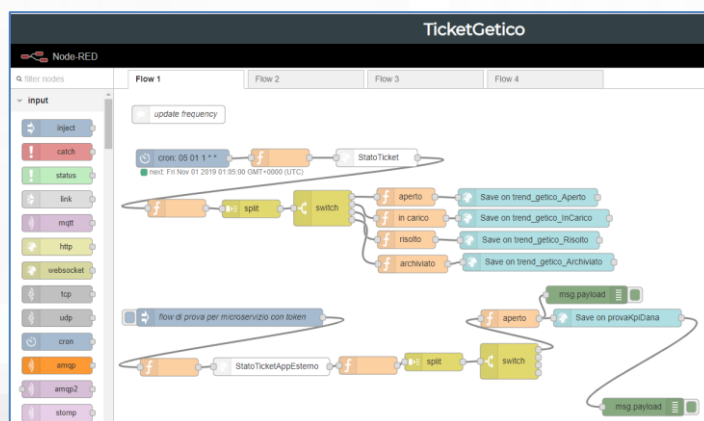 TicketGetico
Node-RED
filter nodes
Flow 1
Flow 2
Flow 3
Flow 4
input
inject
catch
status
link
mqtt
http
websocket
tcp
udp
cron
amqp
amqp2
stomp
update frequency
cron: 05 01 1 * *
f
StatoTicket
next: Fri Nov 01 2019 01:05:00 GMT+0000 (UTC)
f
split
switch
f aperto
Save on trend_getico_Aperto
f in carico
Save on trend_getico_InCarico
f risolto
Save on trend_getico_Risolto
f archiviato
Save on trend_getico_Archiviato
msg.payload
flow di prova per microservizio con token
f aperto
Save on provaKpiDana
f
StatoTicketAppEsterno
f
split
switch
msg.payload